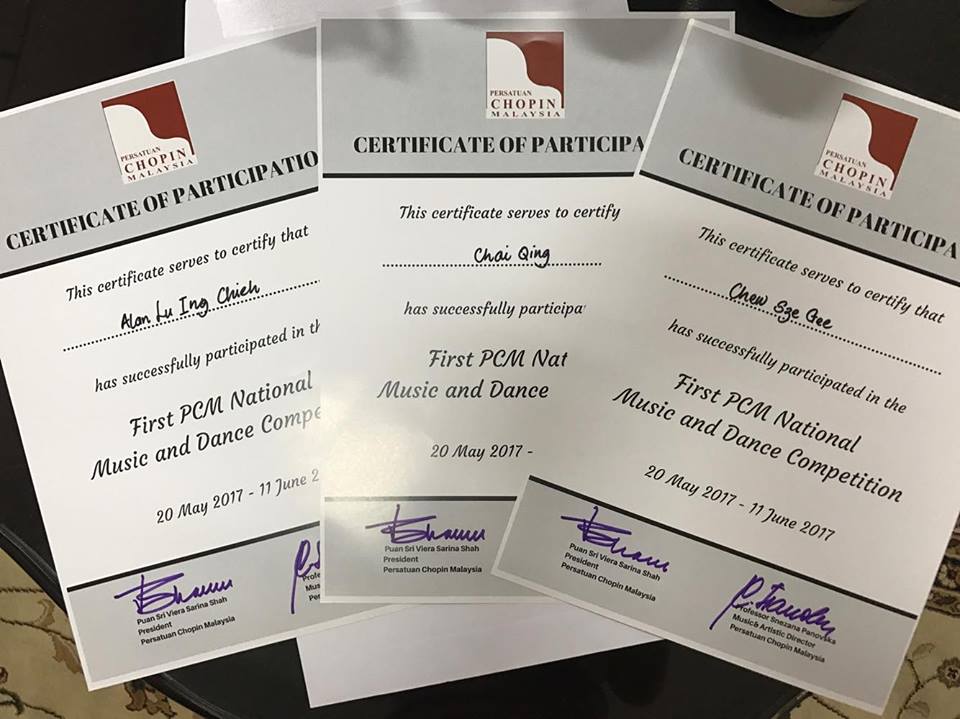 PERSATUAN
CHOPIN
MALAYSIA
CERTIFICATE OF PARTICIPATIO
This certificate serves to certify that
Alan Lu Ing Chieh
has successfully participated in th
First PCM National
Music and Dance Compe
20 May 2017 - 11 June 2
Puan Sri Viera Sarina Shah
President
Persatuan Chopin Malaysia
Profe
Mus
Pe
PERSATUAN
CHOPIN
MALAYSIA
CERTIFICATE OF PARTICIPA
This certificate serves to certify
Chai Qing
has successfully participa
First PCM Nat
Music and Dance
20 May 2017 -
Puan Sri Viera Sarina Shah
President
Persatuan Chopin Malaysia
PERSATUAN
CHOPIN
MALAYSIA
CERTIFICATE OF PARTICIPA
This certificate serves to certify that
Chew Sze Gee
has successfully participated in the
First PCM National
Music and Dance Competition
20 May 2017 - 11 June 2017
Puan Sri Viera Sarina Shah
President
Persatuan Chopin Malaysia
Professor Snezana Panovska
Music& Artistic Director
Persatuan Chopin Malaysia